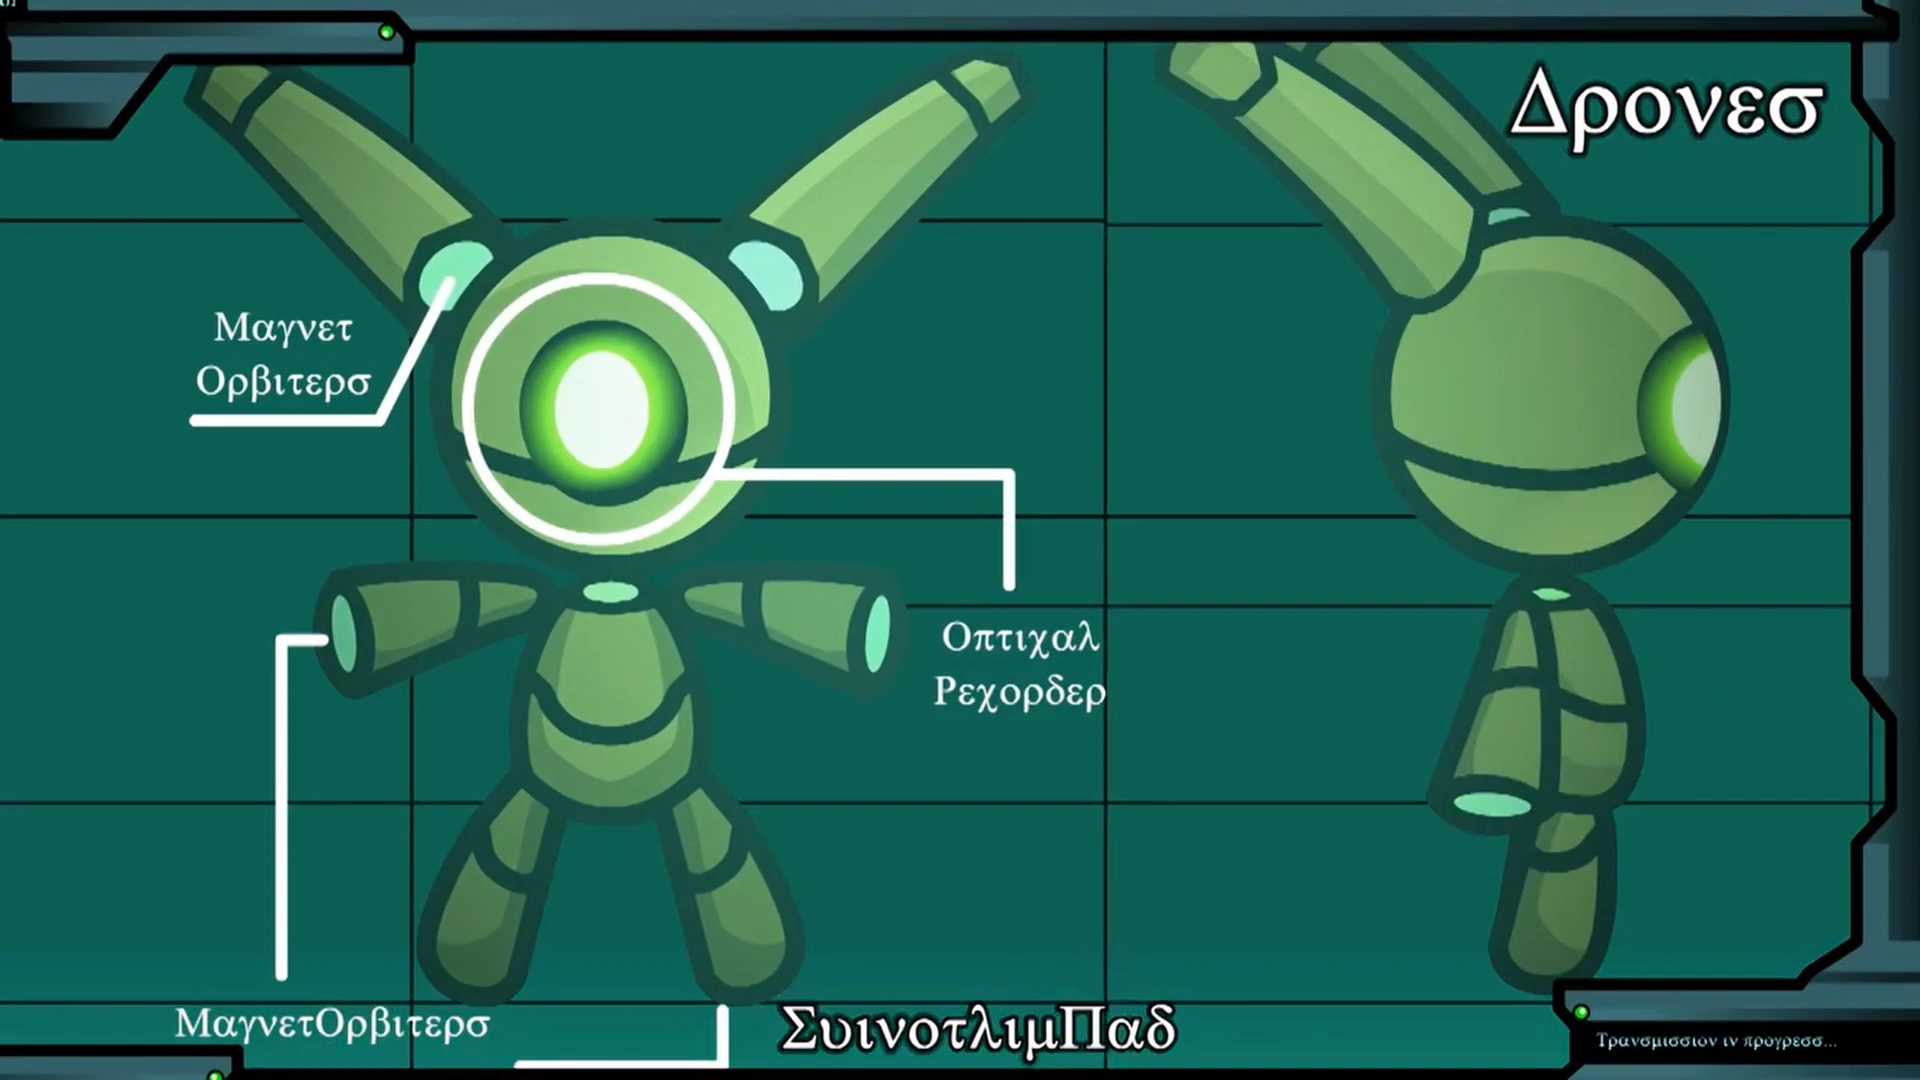 Δρονεσ
Μαγνετ
Ορβιτερσ
Οπτιχαλ
Ρεχορδερ
ΜαγνετΟρβιτερσ
ΣυινοτλιμΠαδ
Τρανσμισσιον ιν προγρεσσ...